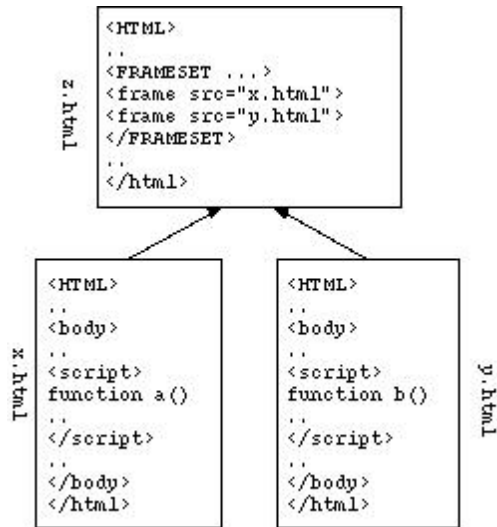 z.html
<HTML>
..
<FRAMESET ...>
<frame src="x.html">
<frame src="y.html">
</FRAMESET>
..
</html>
x.html
<HTML>
..
<body>
..
<script>
function a()
..
</script>
..
</body>
</html>
<HTML>
..
<body>
..
<script>
function b()
..
</script>
..
</body>
</html>
y.html